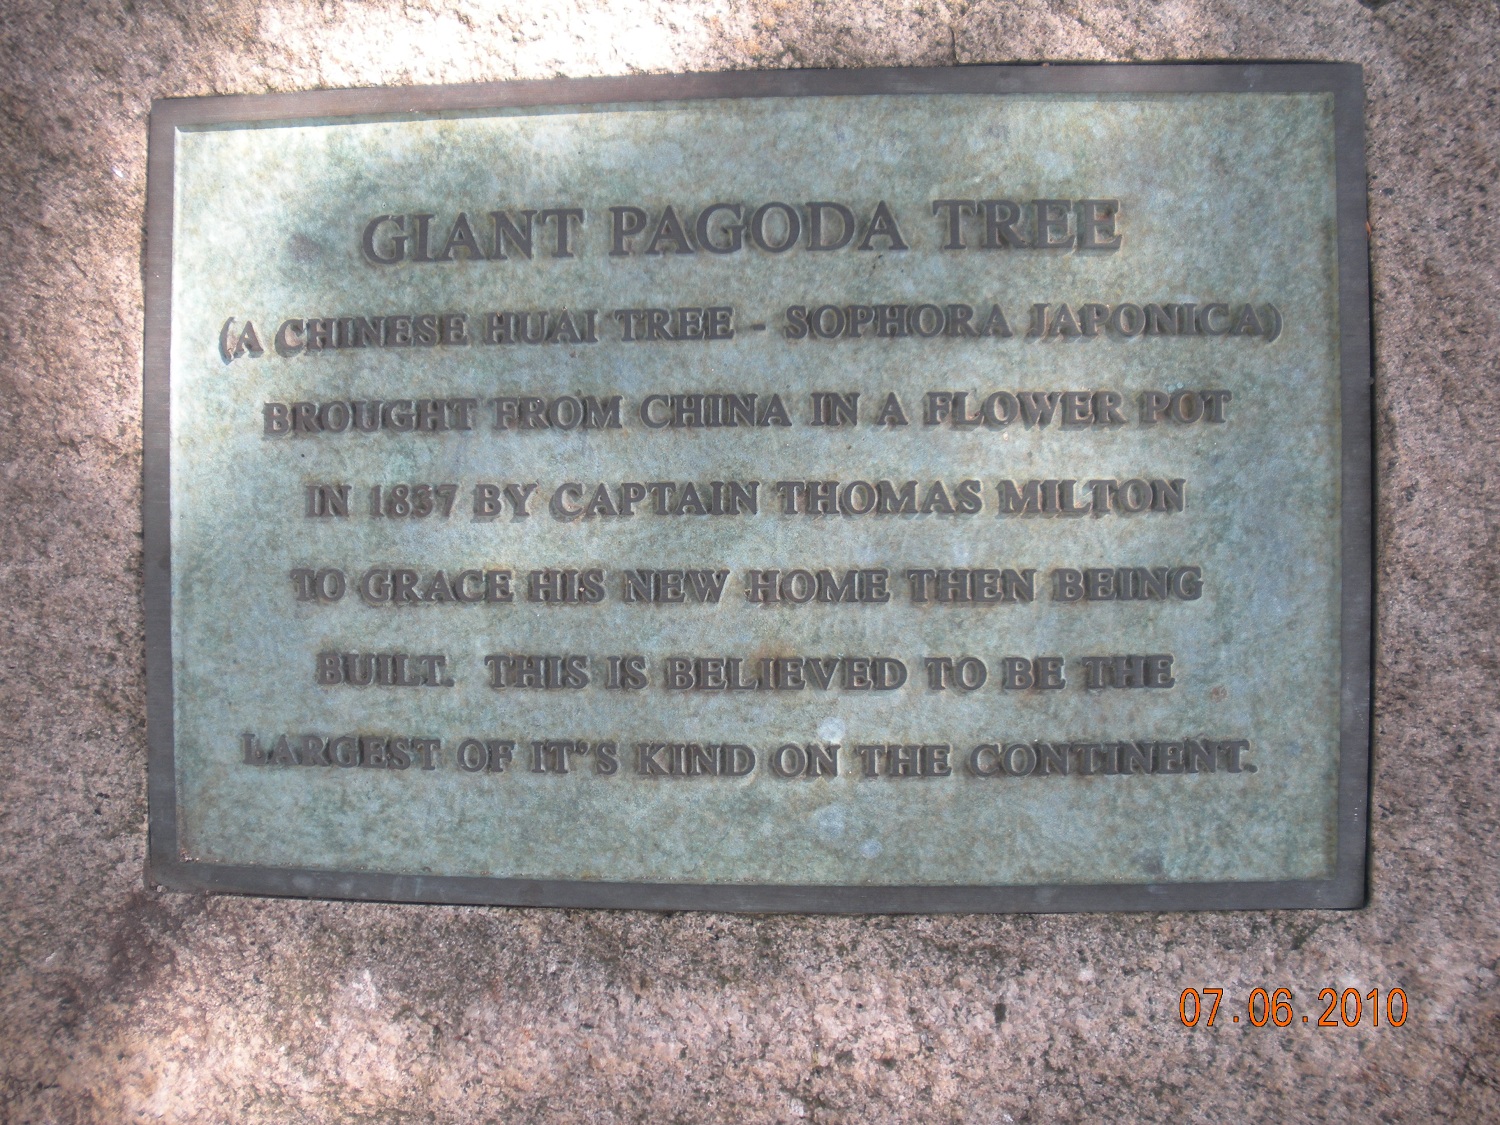 GIANT PAGODA TREE
(A CHINESE HUAI TREE - SOPHORA JAPONICA)
BROUGHT FROM CHINA IN A FLOWER POT
IN 1837 BY CAPTAIN THOMAS MILTON
TO GRACE HIS NEW HOME THEN BEING
BUILT. THIS IS BELIEVED TO BE THE
LARGEST OF IT'S KIND ON THE CONTINENT.
07.06.2010